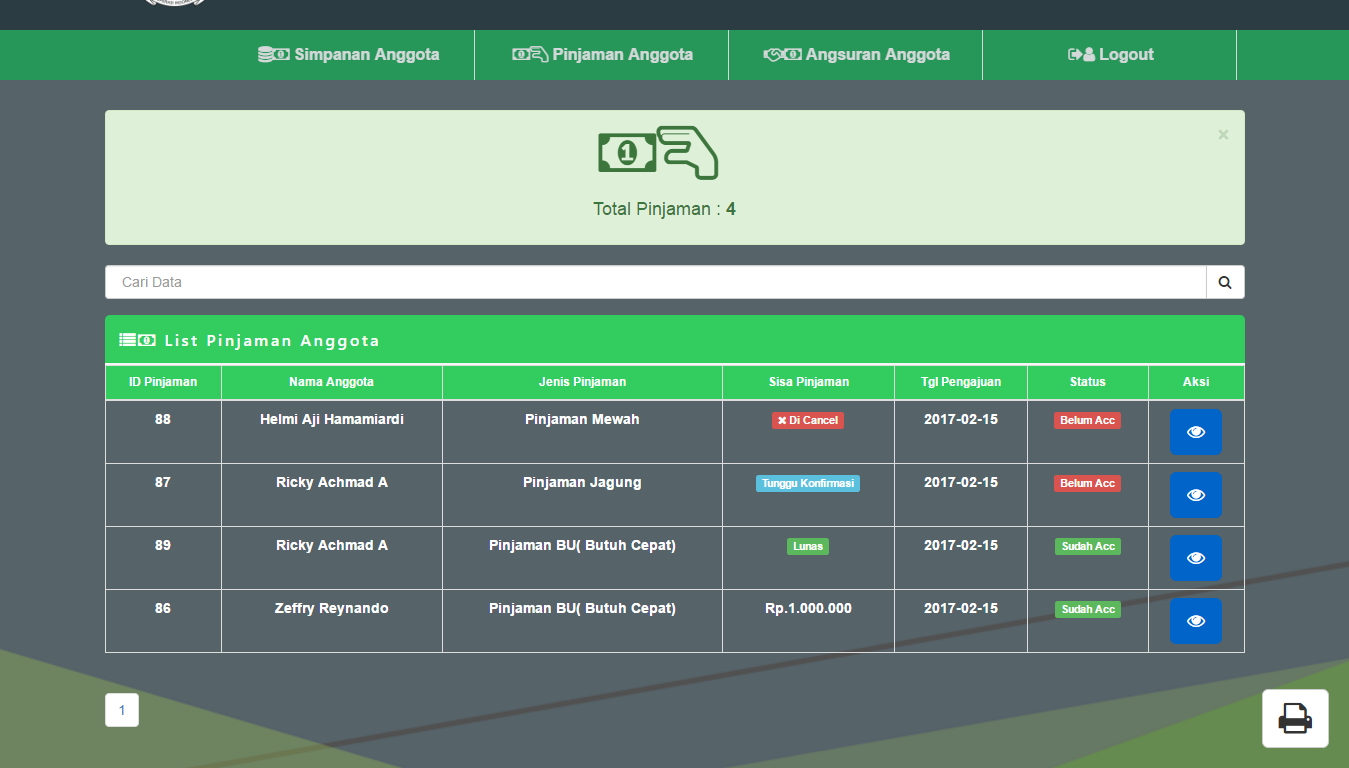 Simpanan Anggota Pinjaman Anggota Angsuran Anggota Logout
×
Total Pinjaman : 4
Cari Data
List Pinjaman Anggota
ID Pinjaman Nama Anggota Jenis Pinjaman Sisa Pinjaman Tgl Pengajuan Status Aksi
88 Helmi Aji Hamamiardi Pinjaman Mewah Di Cancel 2017-02-15 Belum Acc
87 Ricky Achmad A Pinjaman Jagung Tunggu Konfirmasi 2017-02-15 Belum Acc
89 Ricky Achmad A Pinjaman BU( Butuh Cepat) Lunas 2017-02-15 Sudah Acc
86 Zeffry Reynando Pinjaman BU( Butuh Cepat) Rp.1.000.000 2017-02-15 Sudah Acc
1